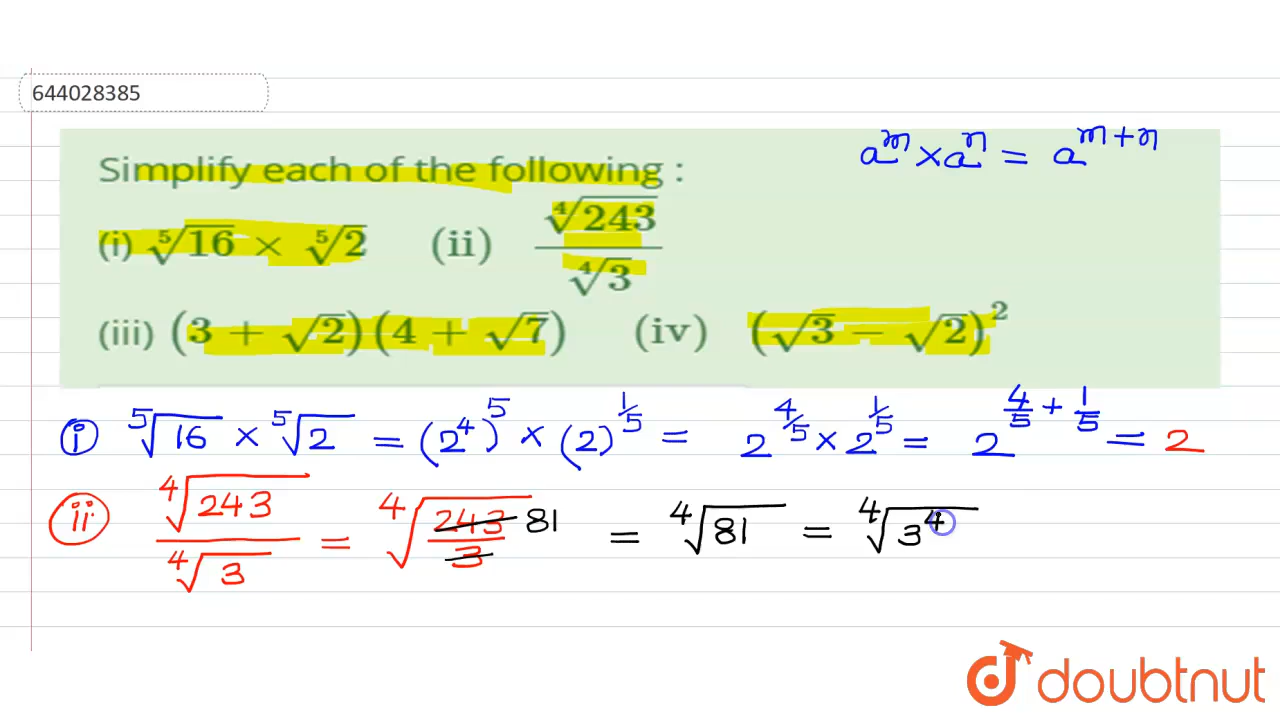 644028385
Simplify each of the following :
a^m × a^n = a^(m+n)
(i) ⁵√16 × ⁵√2 (ii) ⁴√243 / ⁴√3
(iii) (3 + √2)(4 + √7) (iv) (√3 − √2)²
(i) ⁵√16 × ⁵√2 = (2⁴)⁵ × (2)^(1/5) = 2^(4/5) × 2^(1/5) = 2^(4/5 + 1/5) = 2
(ii) ⁴√243 / ⁴√3 = ⁴√(243/3) 81 = ⁴√81 = ⁴√3⁴
doubtnut